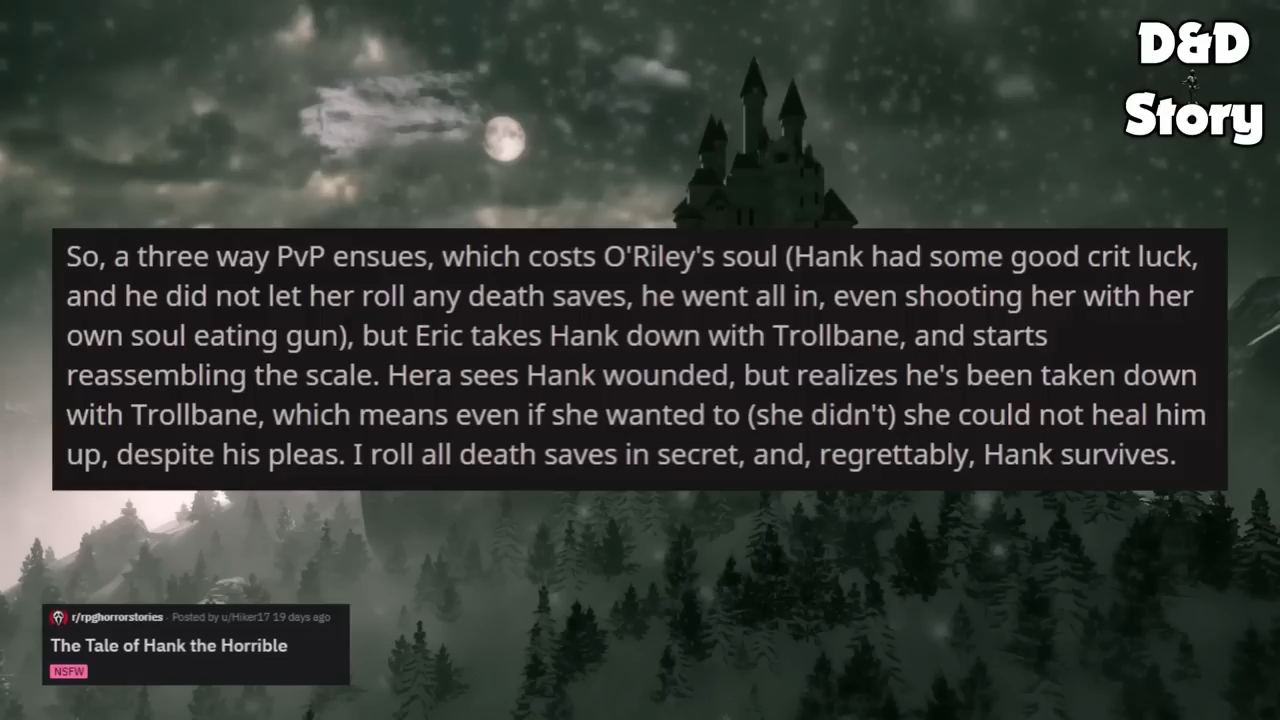 D&D
Story
So, a three way PvP ensues, which costs O'Riley's soul (Hank had some good crit luck,
and he did not let her roll any death saves, he went all in, even shooting her with her
own soul eating gun), but Eric takes Hank down with Trollbane, and starts
reassembling the scale. Hera sees Hank wounded, but realizes he's been taken down
with Trollbane, which means even if she wanted to (she didn't) she could not heal him
up, despite his pleas. I roll all death saves in secret, and, regrettably, Hank survives.
r/rpghorrorstories · Posted by u/Hiker17 19 days ago
The Tale of Hank the Horrible
NSFW